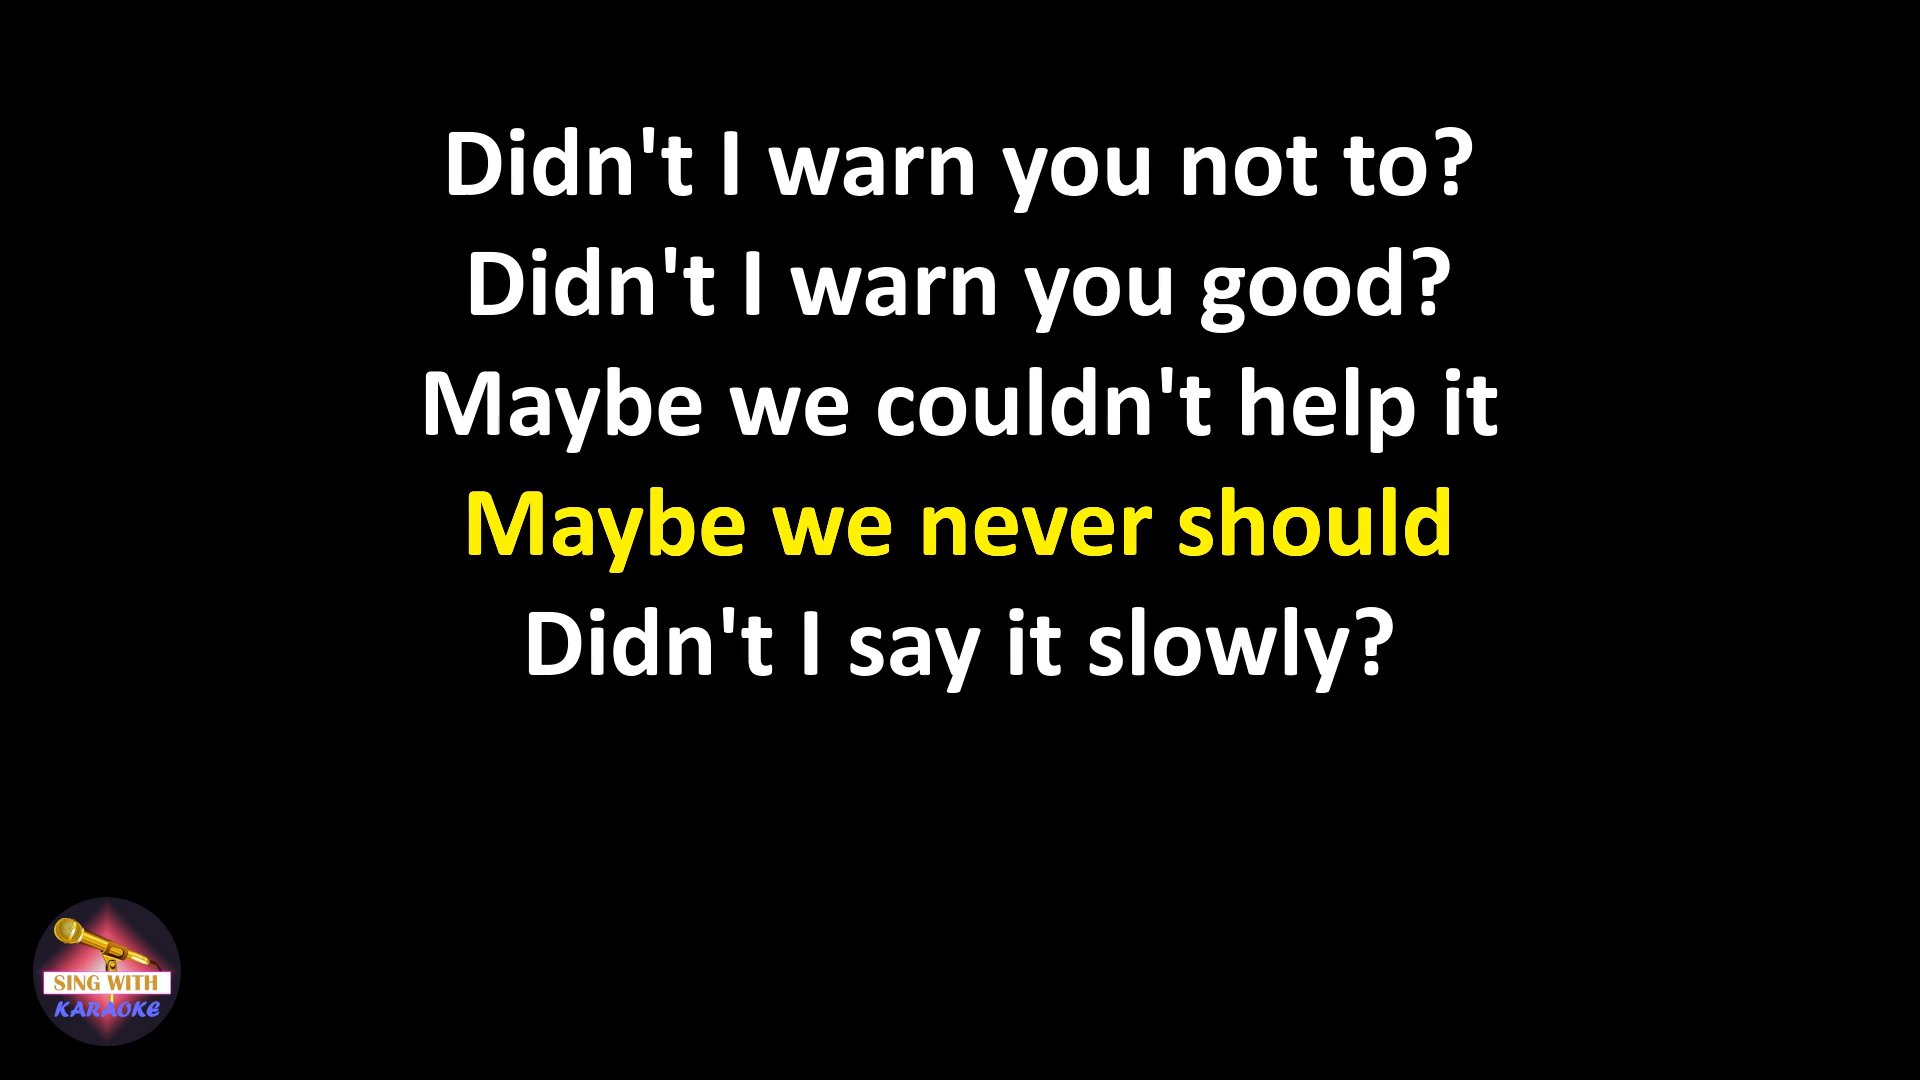 Didn't I warn you not to?
Didn't I warn you good?
Maybe we couldn't help it
Maybe we never should
Didn't I say it slowly?
SING WITH
KARAOKE